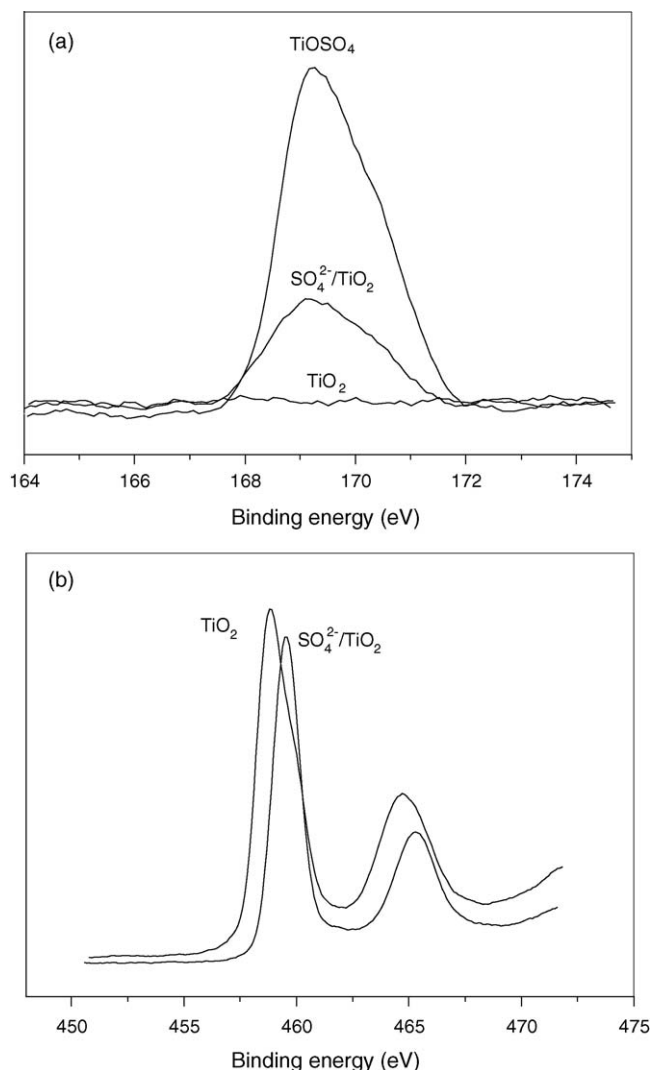 (a)
TiOSO₄
SO₄²⁻/TiO₂
TiO₂
164 166 168 170 172 174
Binding energy (eV)
(b)
TiO₂
SO₄²⁻/TiO₂
450 455 460 465 470 475
Binding energy (eV)